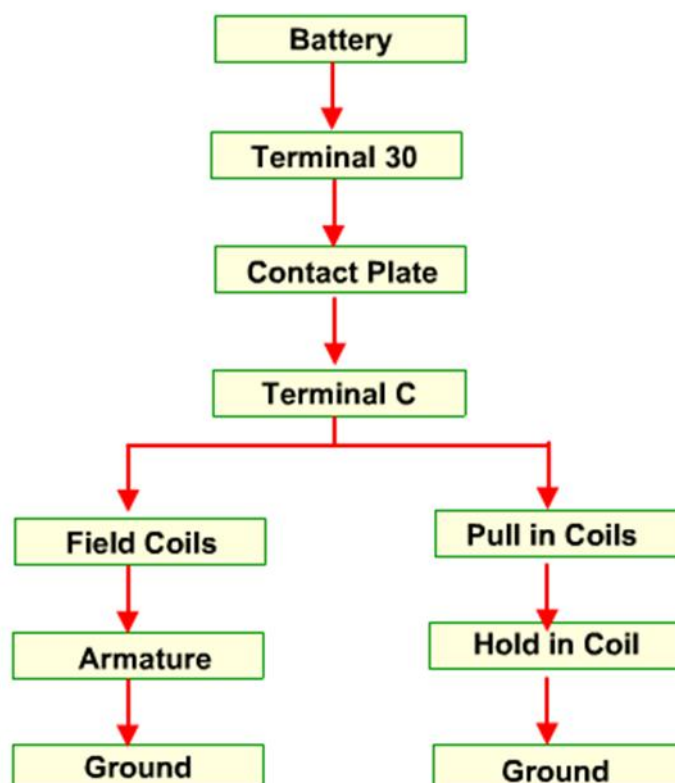 Battery
Terminal 30
Contact Plate
Terminal C
Field Coils
Pull in Coils
Armature
Hold in Coil
Ground
Ground